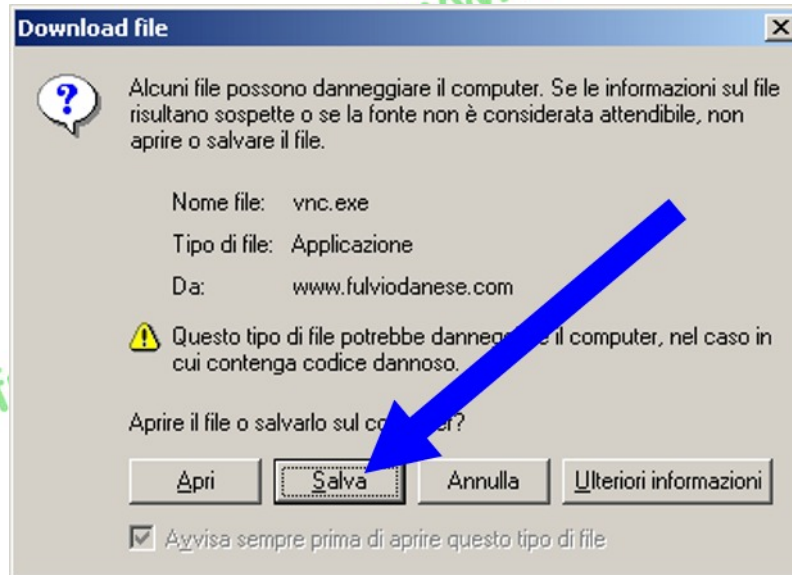 Download file
Alcuni file possono danneggiare il computer. Se le informazioni sul file
risultano sospette o se la fonte non è considerata attendibile, non
aprire o salvare il file.
Nome file: vnc.exe
Tipo di file: Applicazione
Da: www.fulviodanese.com
Questo tipo di file potrebbe il computer, nel caso in
cui contenga codice dannoso.
Aprire il file o salvarlo sul
Apri Salva Annulla Ulteriori informazioni
Avvisa sempre prima di aprire questo tipo di file